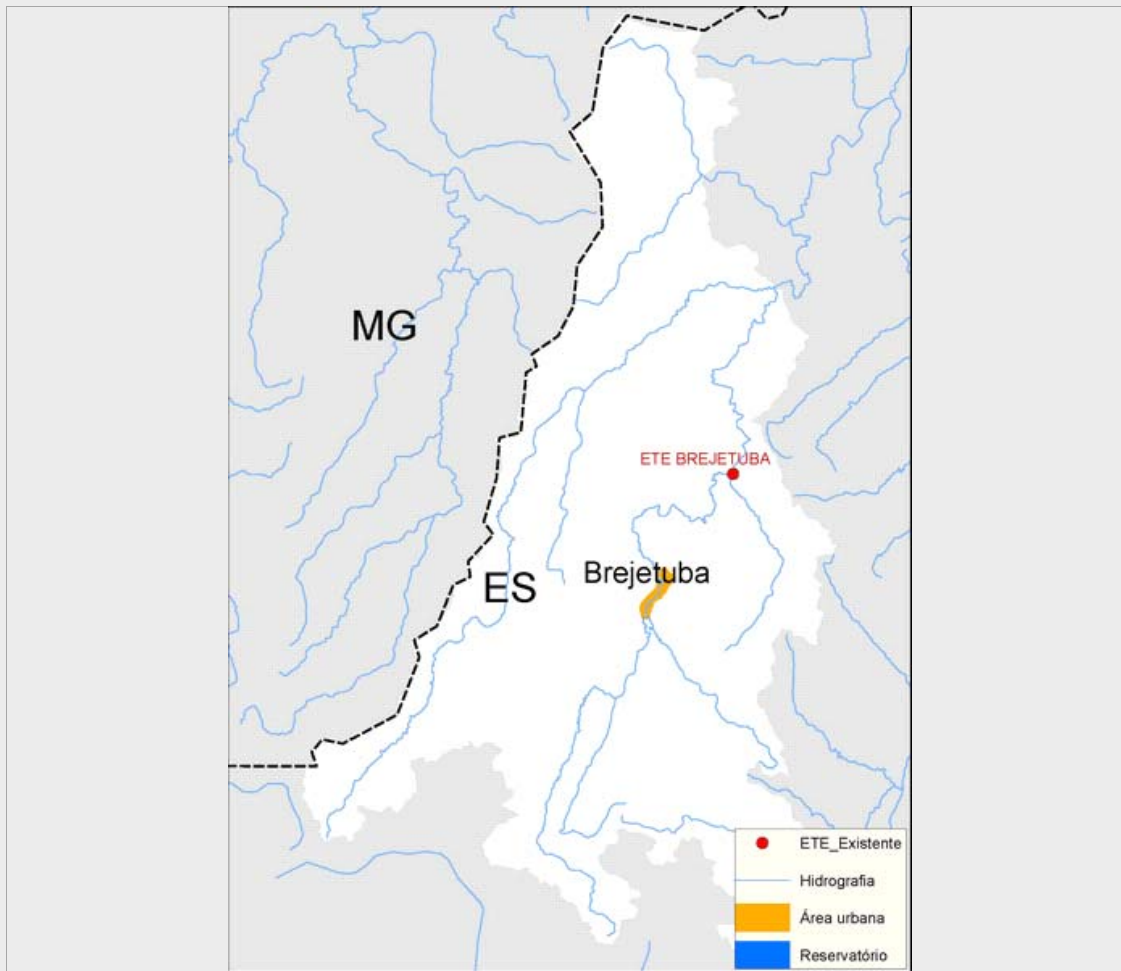 MG
ETE BREJETUBA
Brejetuba
ES
ETE_Existente
Hidrografia
Área urbana
Reservatório